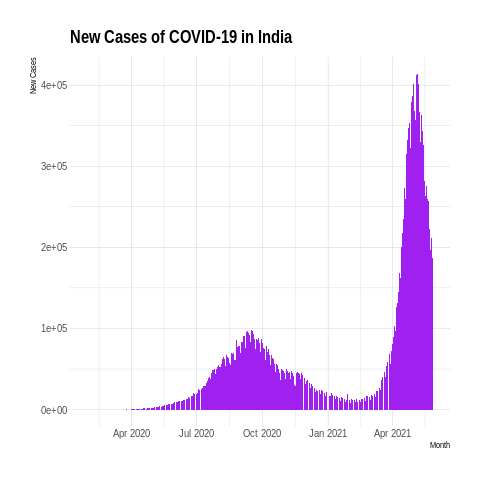 New Cases of COVID-19 in India
New Cases
4e+05
3e+05
2e+05
1e+05
0e+00
Apr 2020 Jul 2020 Oct 2020 Jan 2021 Apr 2021
Month